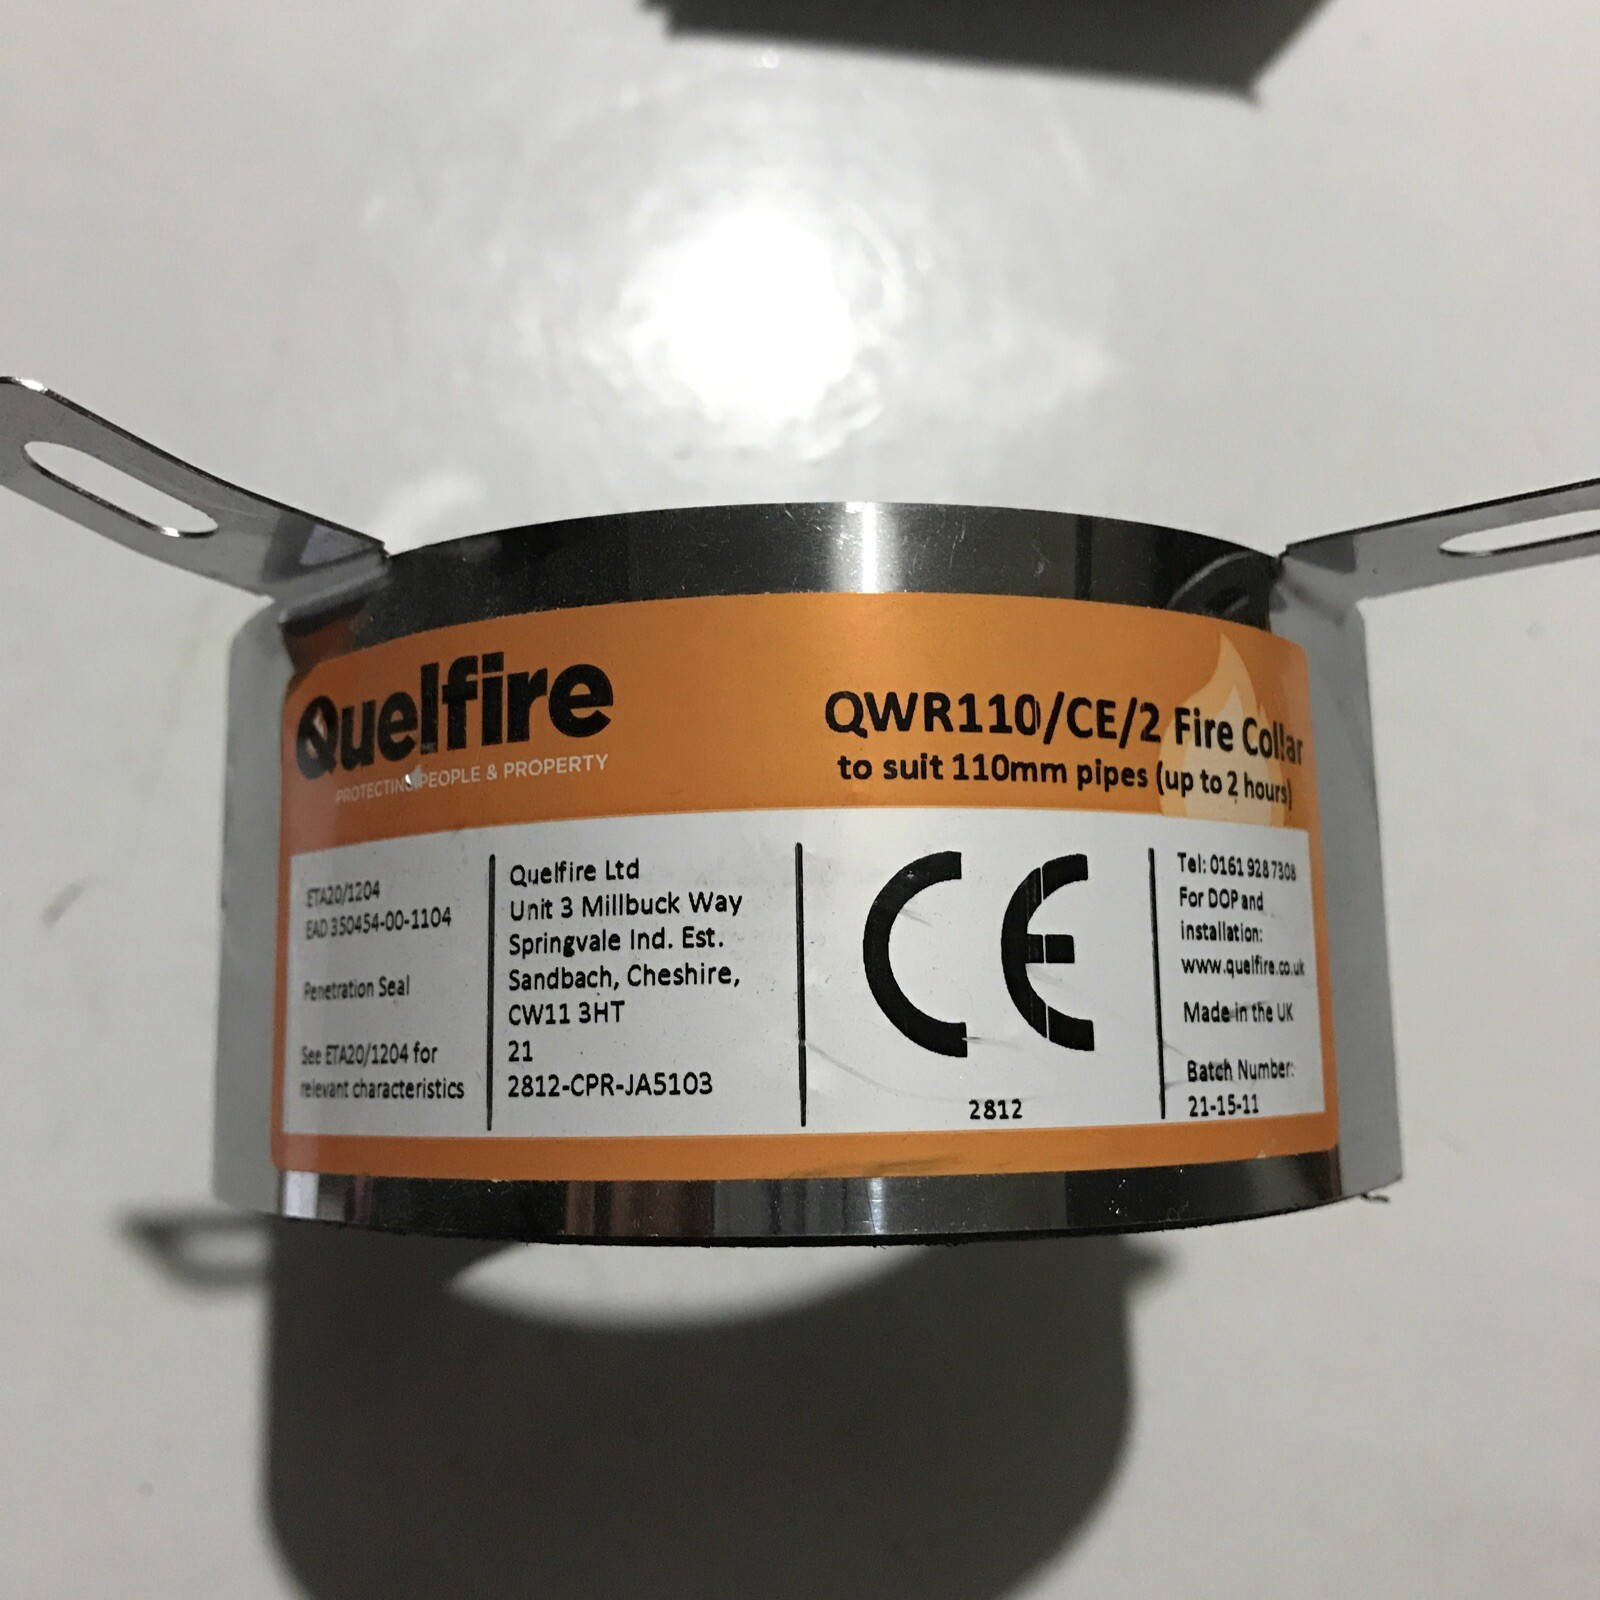 Quelfire
PROTECTING PEOPLE & PROPERTY
QWR110/CE/2 Fire Collar
to suit 110mm pipes (up to 2 hours)
ETA20/1204
EAD 350454-00-1104
Penetration Seal
See ETA20/1204 for
relevant characteristics
Quelfire Ltd
Unit 3 Millbuck Way
Springvale Ind. Est.
Sandbach, Cheshire,
CW11 3HT
21
2812-CPR-JA5103
CE
2812
Tel: 0161 928 7308
For DOP and
installation:
www.quelfire.co.uk
Made in the UK
Batch Number:
21-15-11